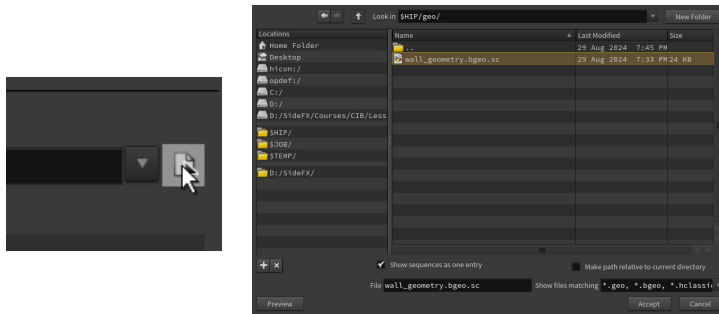 Look in $HIP/geo/ New Folder
Locations Name Last Modified Size
Home Folder .. 29 Aug 2024 7:45 PM
Desktop wall_geometry.bgeo.sc 29 Aug 2024 7:33 PM 24 KB
hicon:/
opdef:/
C:/
D:/
D:/SideFX/Courses/CIB/Less
$HIP/
$JOB/
$TEMP/
D:/SideFX/
Show sequences as one entry Make path relative to current directory
File wall_geometry.bgeo.sc Show files matching *.geo, *.bgeo, *.hclassi
Preview Accept Cancel